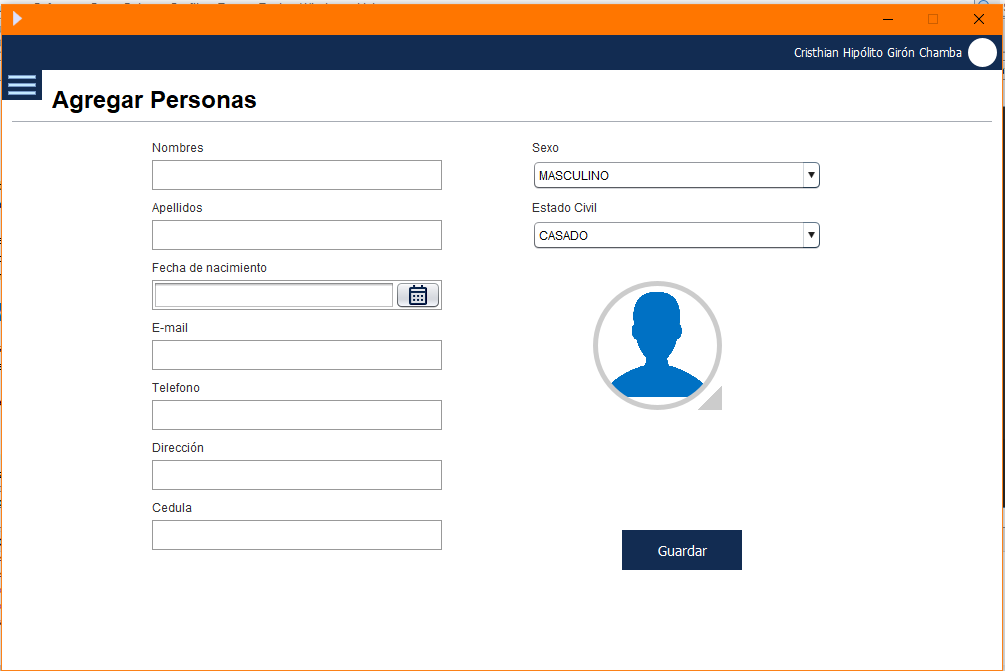 Cristhian Hipólito Girón Chamba
Agregar Personas
Nombres
Apellidos
Fecha de nacimiento
E-mail
Telefono
Dirección
Cedula
Sexo
MASCULINO
Estado Civil
CASADO
Guardar